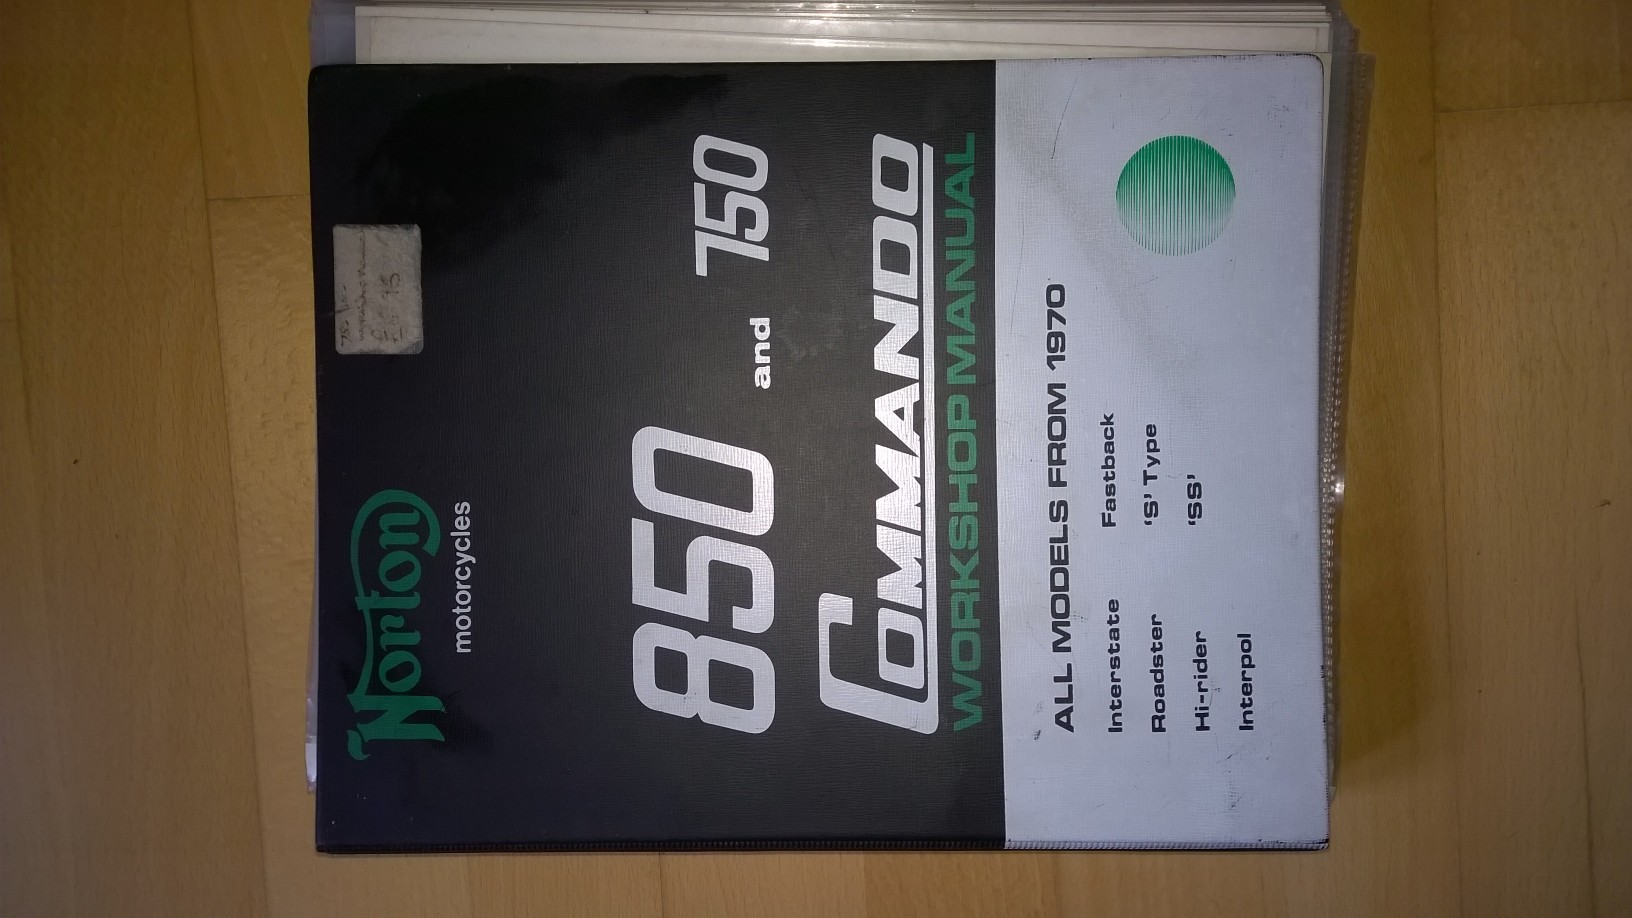 Norton
motorcycles
850 and 750
COMMANDO
WORKSHOP MANUAL
ALL MODELS FROM 1970
Interstate Fastback
Roadster 'S' Type
Hi-rider 'SS'
Interpol